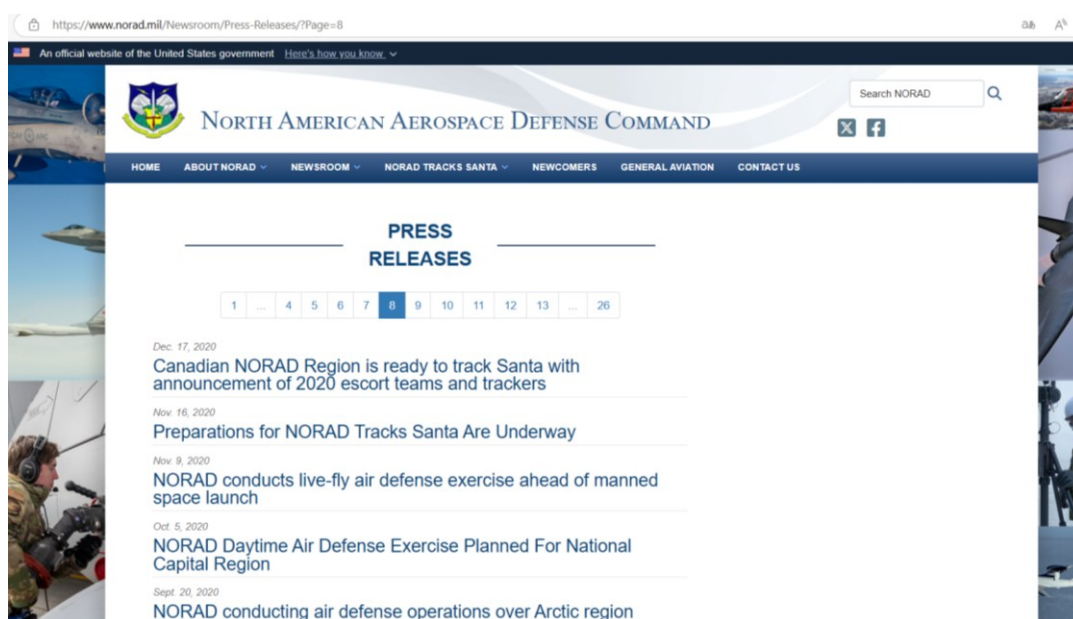 https://www.norad.mil/Newsroom/Press-Releases/?Page=8
An official website of the United States government Here's how you know
NORTH AMERICAN AEROSPACE DEFENSE COMMAND
Search NORAD
HOME ABOUT NORAD NEWSROOM NORAD TRACKS SANTA NEWCOMERS GENERAL AVIATION CONTACT US
PRESS
RELEASES
1 ... 4 5 6 7 8 9 10 11 12 13 ... 26
Dec. 17, 2020
Canadian NORAD Region is ready to track Santa with
announcement of 2020 escort teams and trackers
Nov. 16, 2020
Preparations for NORAD Tracks Santa Are Underway
Nov. 9, 2020
NORAD conducts live-fly air defense exercise ahead of manned
space launch
Oct. 5, 2020
NORAD Daytime Air Defense Exercise Planned For National
Capital Region
Sept. 20, 2020
NORAD conducting air defense operations over Arctic region